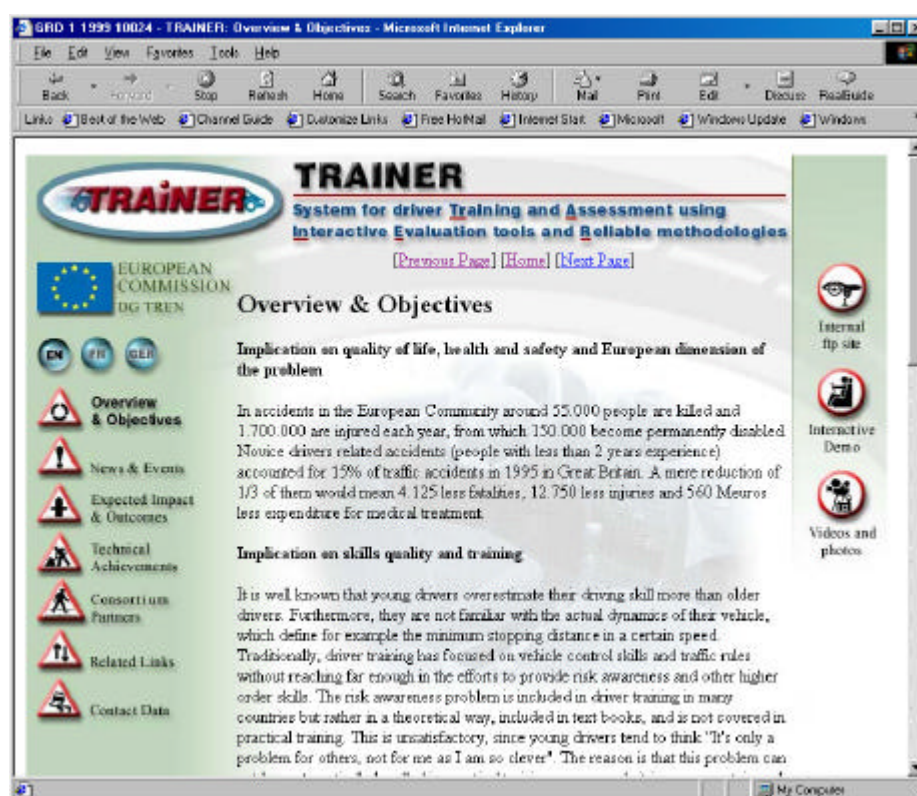 GRD 1 1999 10024 - TRAINER: Overview & Objectives - Microsoft Internet Explorer
File Edit View Favorites Tools Help
Back Forward Stop Refresh Home Search Favorites History Mail Print Edit Discuss RealGuide
Links Best of the Web Channel Guide Customize Links Free HotMail Internet Start Microsoft Windows Update Windows
TRAiNER
TRAINER
System for driver Training and Assessment using
Interactive Evaluation tools and Reliable methodologies
[Previous Page] [Home] [Next Page]
EUROPEAN
COMMISSION
DG TREN
EN FR GER
Overview
& Objectives
News & Events
Expected Impact
& Outcomes
Technical
Achievements
Consortium
Partners
Related Links
Contact Data
Overview & Objectives
Implication on quality of life, health and safety and European dimension of
the problem
In accidents in the European Community around 55.000 people are killed and
1.700.000 are injured each year, from which 150.000 become permanently disabled
Novice drivers related accidents (people with less than 2 years experience)
accounted for 15% of traffic accidents in 1995 in Great Britain. A mere reduction of
1/3 of them would mean 4.125 less fatalities, 12.750 less injuries and 560 Meuros
less expenditure for medical treatment.
Implication on skills quality and training
It is well known that young drivers overestimate their driving skill more than older
drivers. Furthermore, they are not familiar with the actual dynamics of their vehicle,
which define for example the minimum stopping distance in a certain speed.
Traditionally, driver training has focused on vehicle control skills and traffic rules
without reaching far enough in the efforts to provide risk awareness and other higher
order skills. The risk awareness problem is included in driver training in many
countries but rather in a theoretical way, included in text books, and is not covered in
practical training. This is unsatisfactory, since young drivers tend to think "It's only a
problem for others, not for me as I am so clever". The reason is that this problem can
Internal
ftp site
Interactive
Demo
Videos and
photos
My Computer